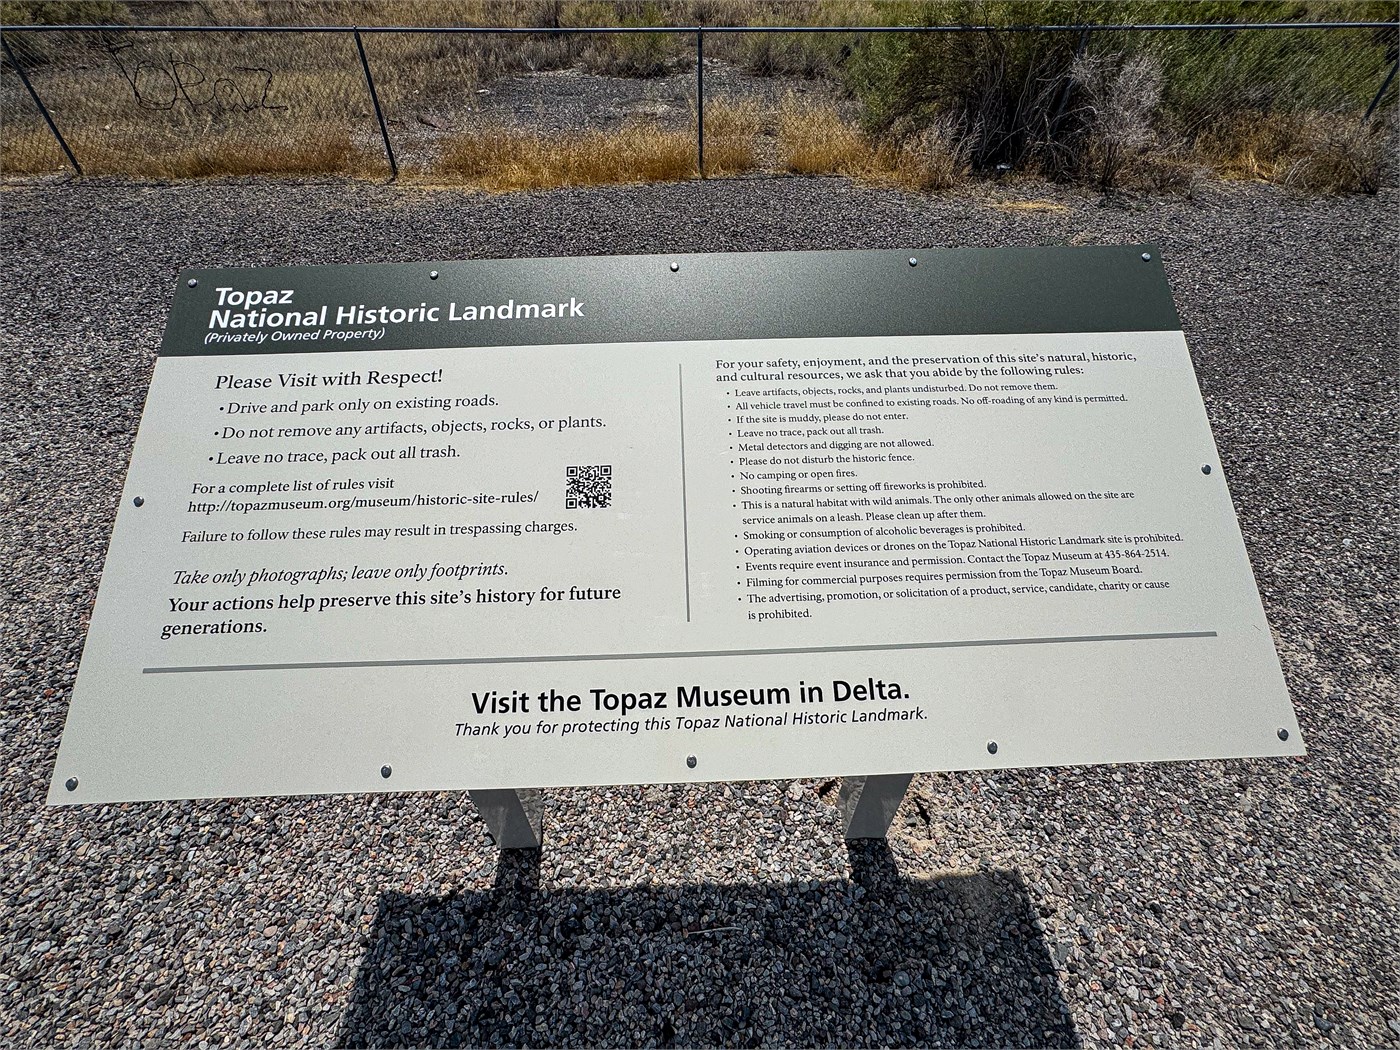 Topaz
Topaz
National Historic Landmark
(Privately Owned Property)
Please Visit with Respect!
• Drive and park only on existing roads.
• Do not remove any artifacts, objects, rocks, or plants.
• Leave no trace, pack out all trash.
For a complete list of rules visit
http://topazmuseum.org/museum/historic-site-rules/
Failure to follow these rules may result in trespassing charges.
Take only photographs; leave only footprints.
Your actions help preserve this site's history for future
generations.
For your safety, enjoyment, and the preservation of this site's natural, historic,
and cultural resources, we ask that you abide by the following rules:
• Leave artifacts, objects, rocks, and plants undisturbed. Do not remove them.
• All vehicle travel must be confined to existing roads. No off-roading of any kind is permitted.
• If the site is muddy, please do not enter.
• Leave no trace, pack out all trash.
• Metal detectors and digging are not allowed.
• Please do not disturb the historic fence.
• No camping or open fires.
• Shooting firearms or setting off fireworks is prohibited.
• This is a natural habitat with wild animals. The only other animals allowed on the site are
service animals on a leash. Please clean up after them.
• Smoking or consumption of alcoholic beverages is prohibited.
• Operating aviation devices or drones on the Topaz National Historic Landmark site is prohibited.
• Events require event insurance and permission. Contact the Topaz Museum at 435-864-2514.
• Filming for commercial purposes requires permission from the Topaz Museum Board.
• The advertising, promotion, or solicitation of a product, service, candidate, charity or cause
is prohibited.
Visit the Topaz Museum in Delta.
Thank you for protecting this Topaz National Historic Landmark.